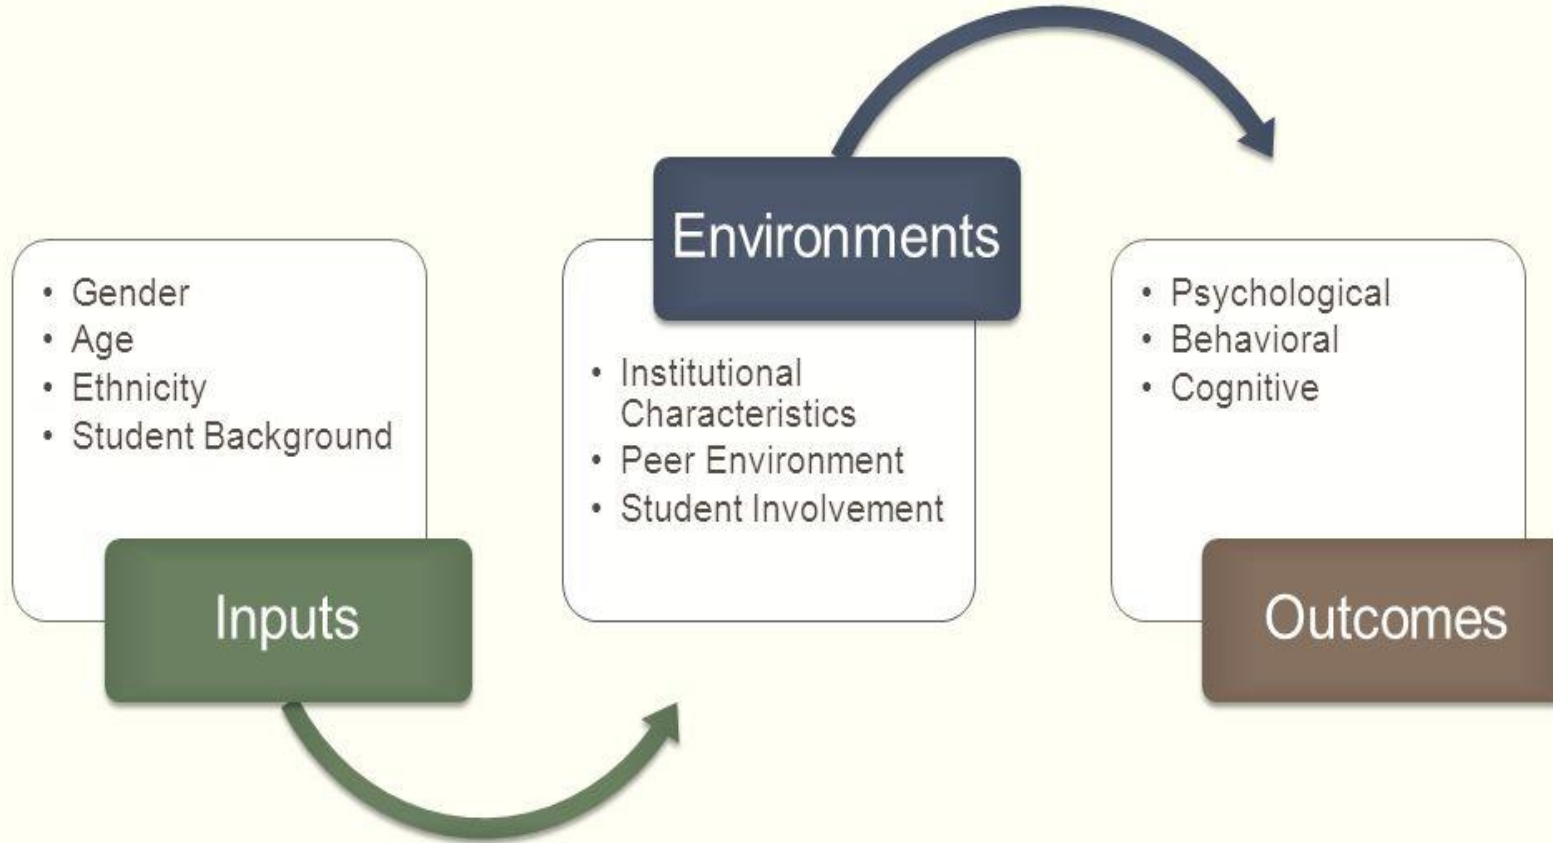 • Gender
• Age
• Ethnicity
• Student Background
Inputs
Environments
• Institutional
Characteristics
• Peer Environment
• Student Involvement
• Psychological
• Behavioral
• Cognitive
Outcomes